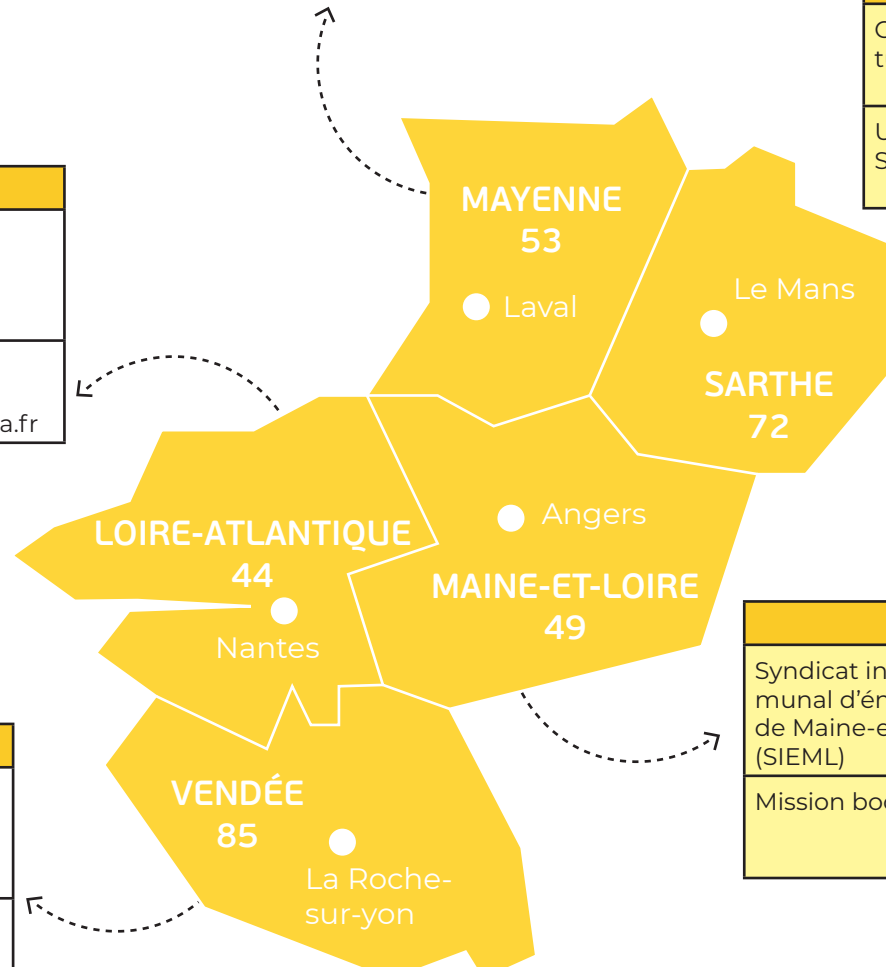 MAYENNE
53
Laval
Le Mans
SARTHE
72
a.fr
Angers
LOIRE-ATLANTIQUE
44
MAINE-ET-LOIRE
49
Nantes
Syndicat in
munal d'én
de Maine-e
(SIEML)
Mission bo
VENDÉE
85
La Roche-
sur-yon